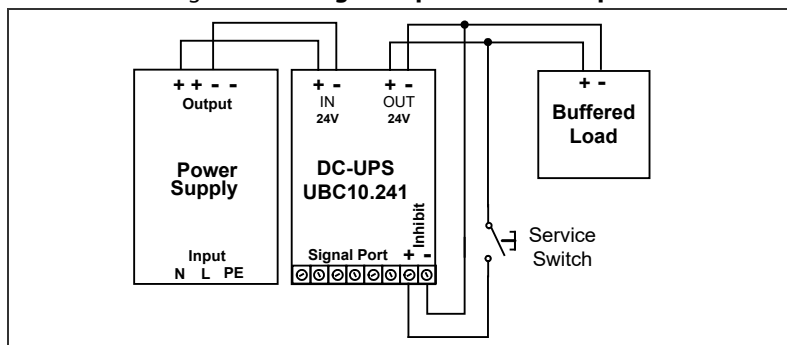 + + - -
Output
Power
Supply
Input
N L PE
+ - + -
IN OUT
24V 24V
DC-UPS
UBC10.241
Inhibit
Signal Port + -
+ -
Buffered
Load
Service
Switch